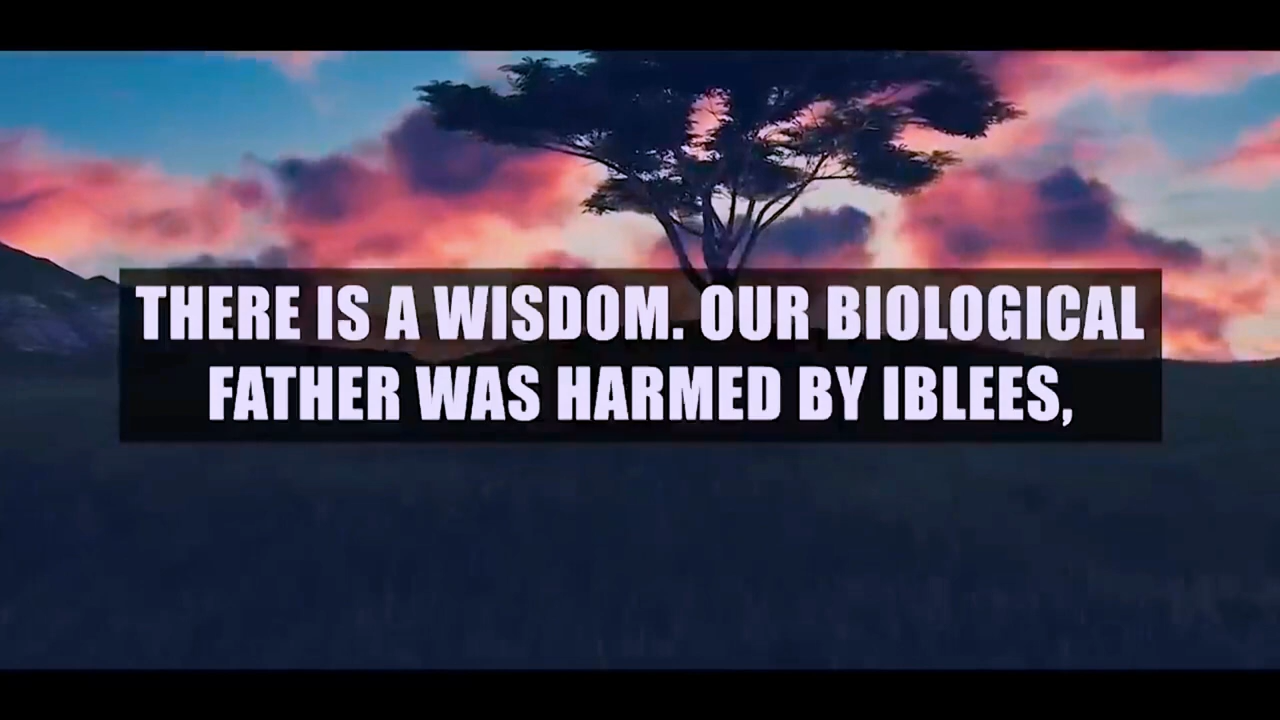 THERE IS A WISDOM. OUR BIOLOGICAL
FATHER WAS HARMED BY IBLEES,